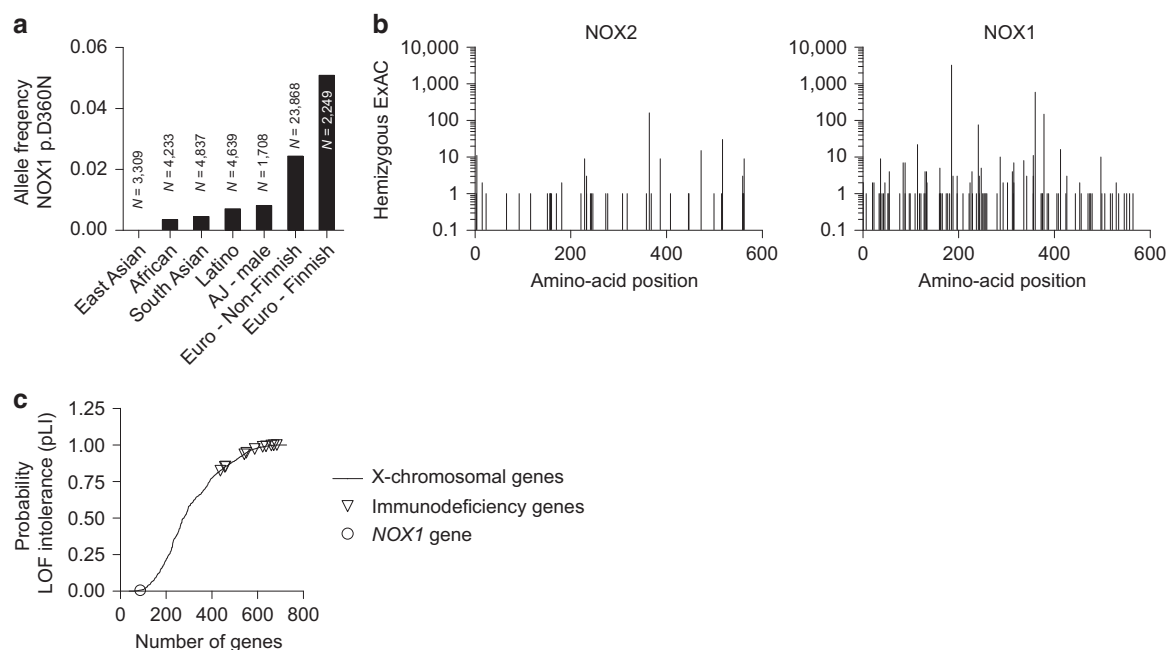 a
Allele freqency
NOX1 p.D360N
0.06
0.04
0.02
0.00
N = 3,309
N = 4,233
N = 4,837
N = 4,639
N = 1,708
N = 23,868
N = 2,249
East Asian
African
South Asian
Latino
AJ - male
Euro - Non-Finnish
Euro - Finnish
b
NOX2
Hemizygous ExAC
10,000
1,000
100
10
1
0.1
0
200
400
600
Amino-acid position
NOX1
10,000
1,000
100
10
1
0.1
0
200
400
600
Amino-acid position
c
Probability
LOF intolerance (pLI)
1.25
1.00
0.75
0.50
0.25
0.00
0
200
400
600
800
Number of genes
X-chromosomal genes
Immunodeficiency genes
NOX1 gene